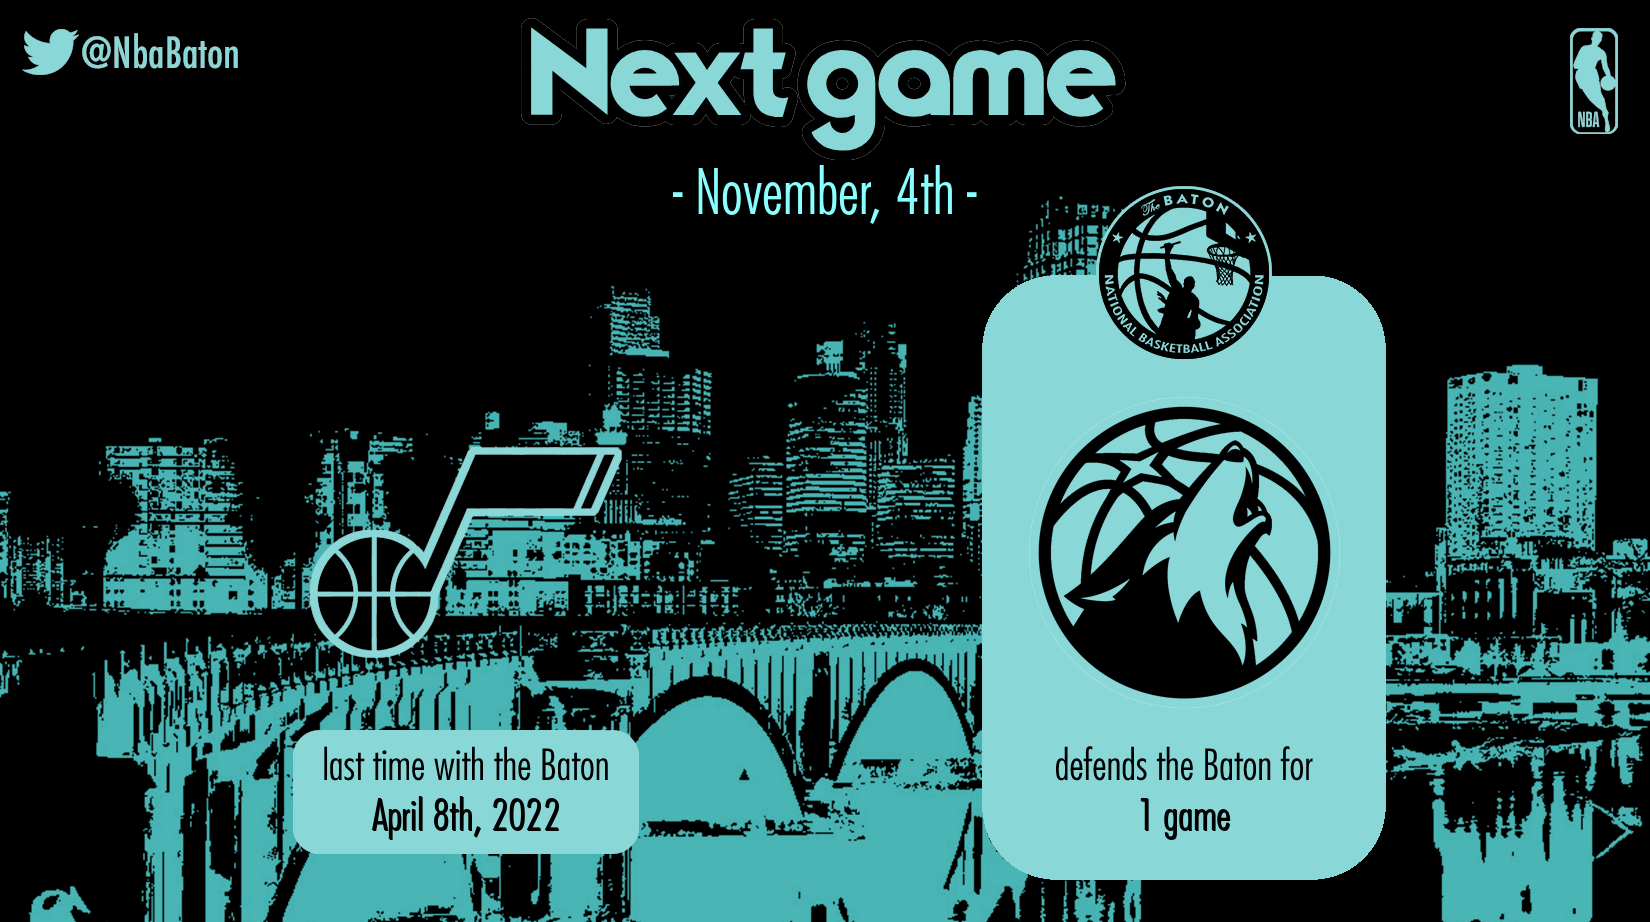 @NbaBaton
Next game
- November, 4th -
NBA
The BATON
NATIONAL BASKETBALL ASSOCIATION
last time with the Baton
April 8th, 2022
defends the Baton for
1 game